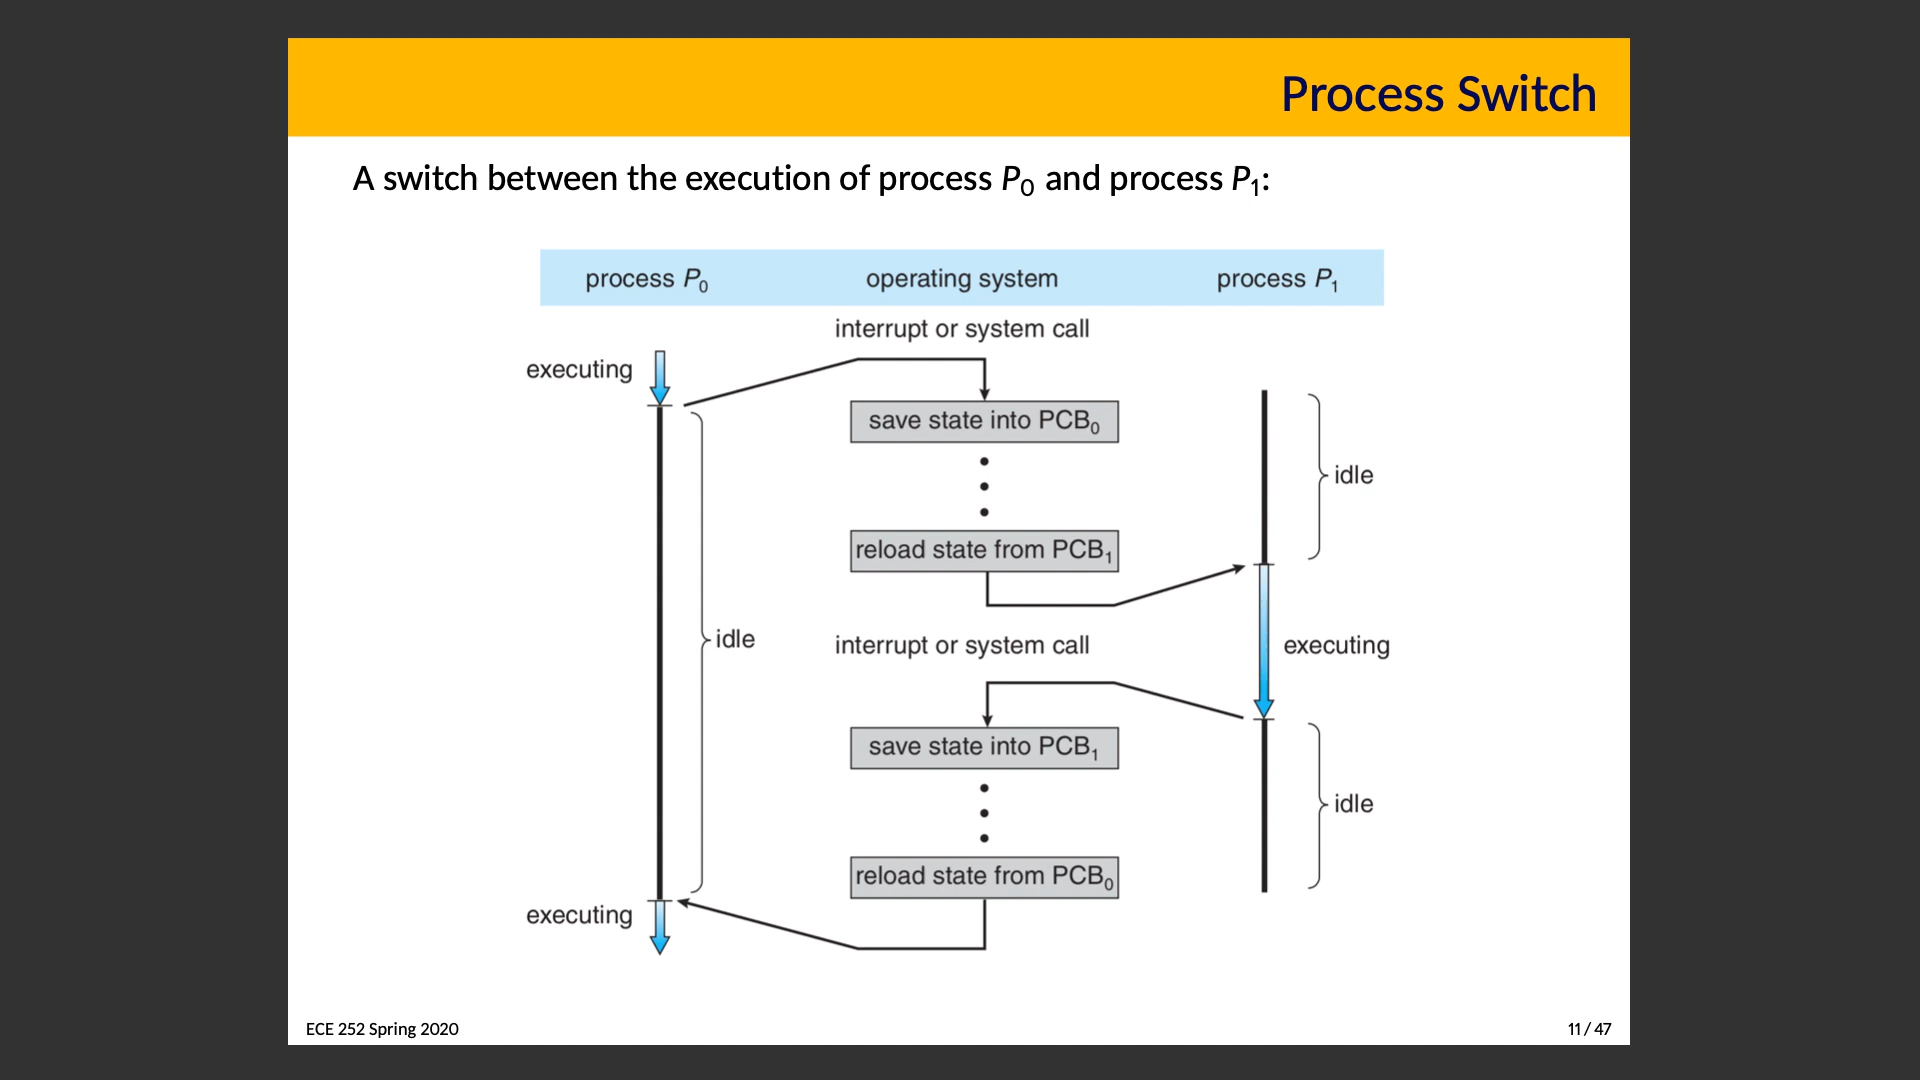 Process Switch
A switch between the execution of process P0 and process P1:
process P0 operating system process P1
interrupt or system call
executing
save state into PCB0
idle
reload state from PCB1
idle
interrupt or system call
executing
save state into PCB1
idle
reload state from PCB0
executing
ECE 252 Spring 2020
11 / 47